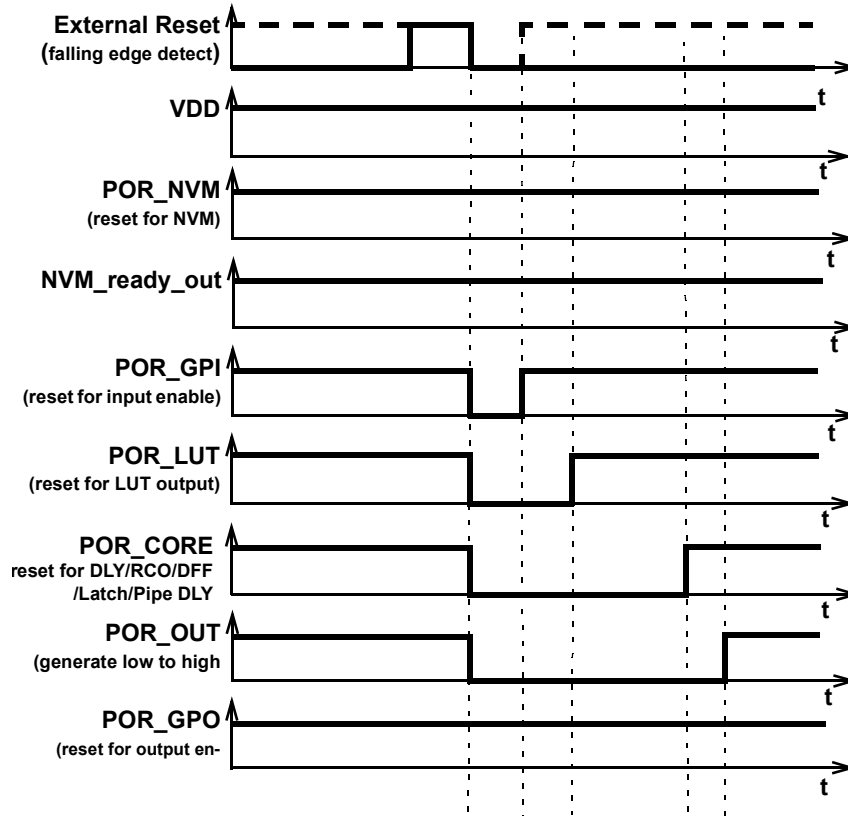 External Reset
(falling edge detect)
t
VDD
t
POR_NVM
(reset for NVM)
t
NVM_ready_out
t
POR_GPI
(reset for input enable)
t
POR_LUT
(reset for LUT output)
t
POR_CORE
reset for DLY/RCO/DFF
/Latch/Pipe DLY
t
POR_OUT
(generate low to high
t
POR_GPO
(reset for output en-
t